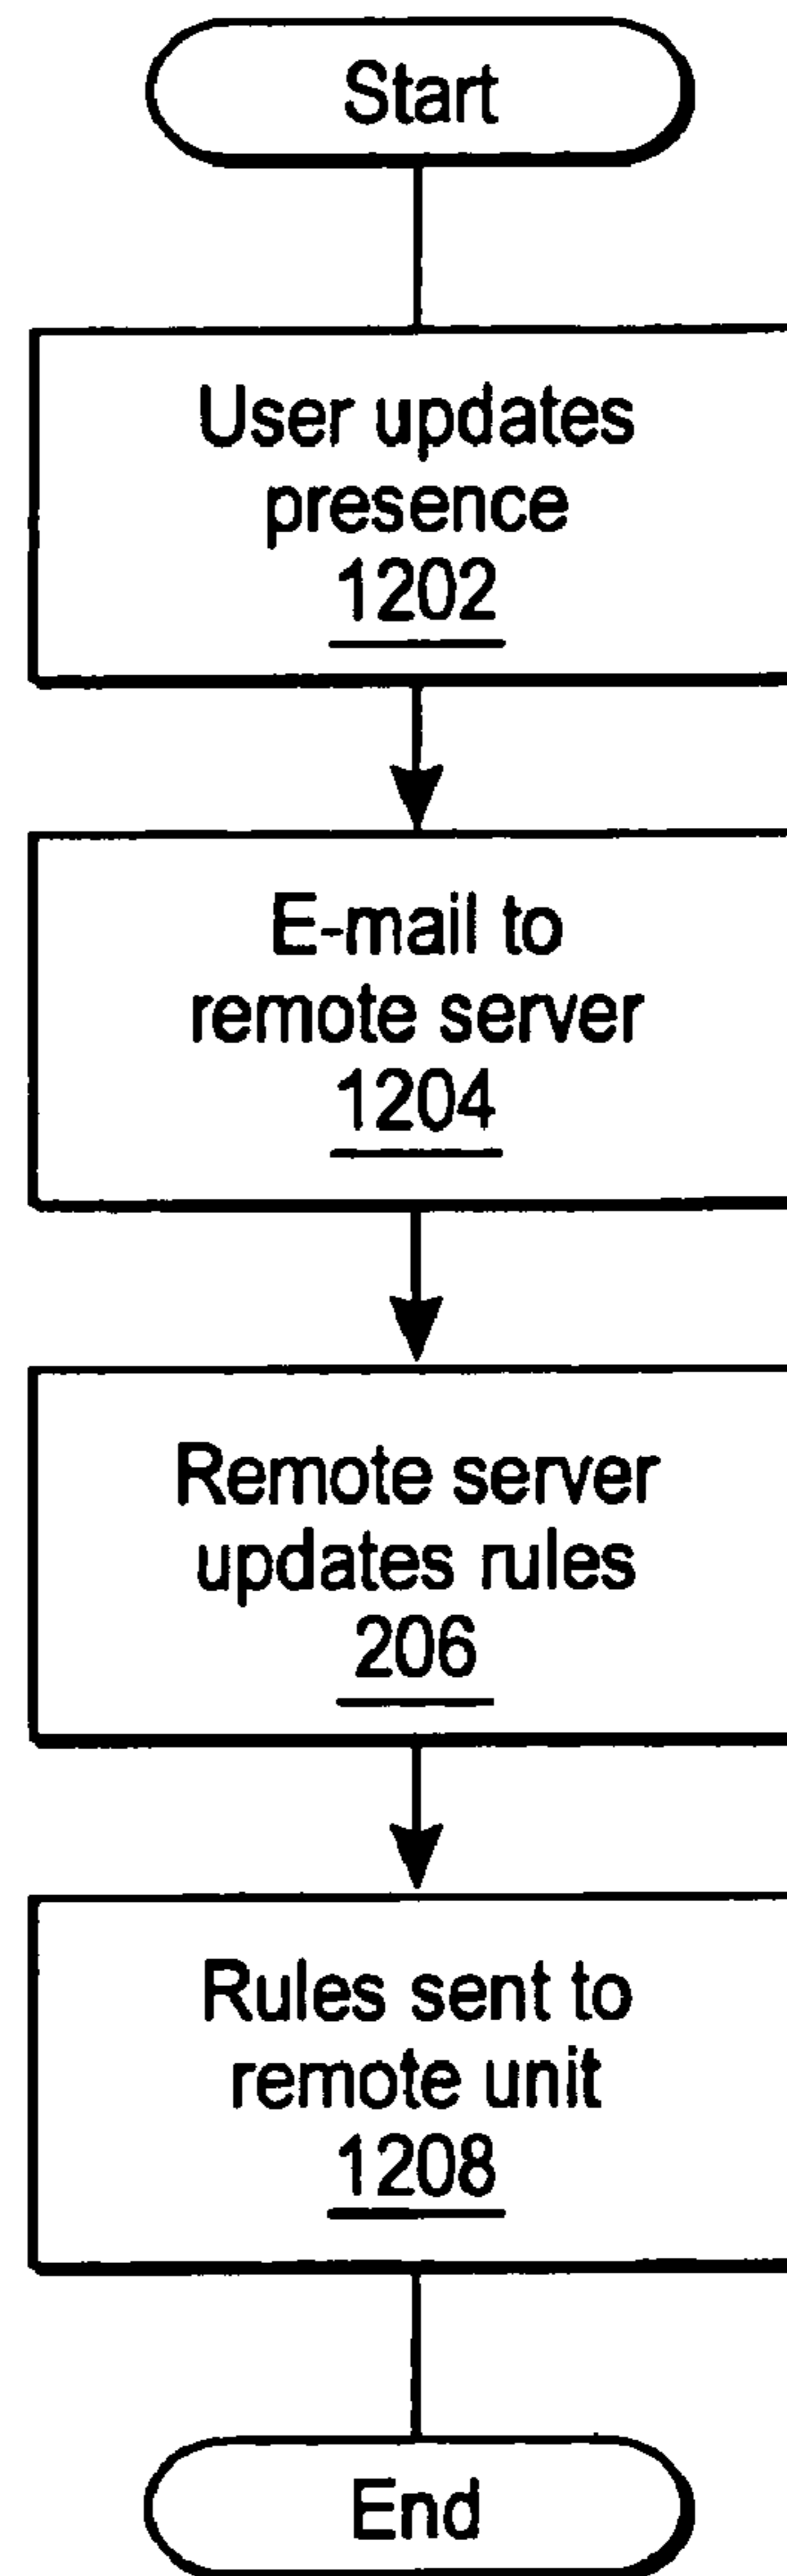 Start
User updates
presence
1202
E-mail to
remote server
1204
Remote server
updates rules
206
Rules sent to
remote unit
1208
End